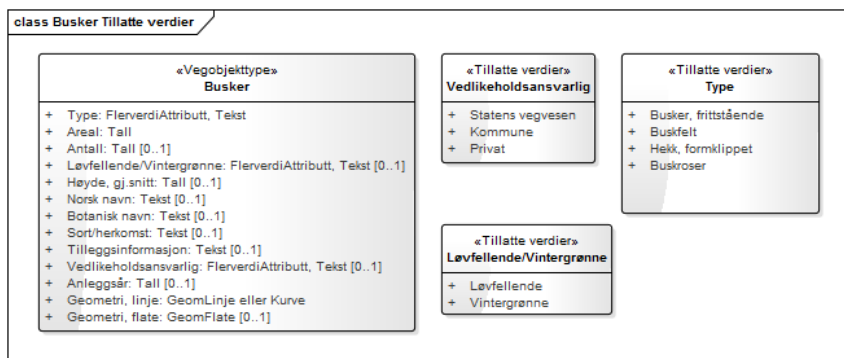 class Busker Tillatte verdier
«Vegobjekttype»
Busker
+ Type: FlerverdiAttributt, Tekst
+ Areal: Tall
+ Antall: Tall [0..1]
+ Løvfellende/Vintergrønne: FlerverdiAttributt, Tekst [0..1]
+ Høyde, gj.snitt: Tall [0..1]
+ Norsk navn: Tekst [0..1]
+ Botanisk navn: Tekst [0..1]
+ Sort/herkomst: Tekst [0..1]
+ Tilleggsinformasjon: Tekst [0..1]
+ Vedlikeholdsansvarlig: FlerverdiAttributt, Tekst [0..1]
+ Anleggsår: Tall [0..1]
+ Geometri, linje: GeomLinje eller Kurve
+ Geometri, flate: GeomFlate [0..1]
«Tillatte verdier»
Vedlikeholdsansvarlig
+ Statens vegvesen
+ Kommune
+ Privat
«Tillatte verdier»
Type
+ Busker, frittstående
+ Buskfelt
+ Hekk, formklippet
+ Buskroser
«Tillatte verdier»
Løvfellende/Vintergrønne
+ Løvfellende
+ Vintergrønne